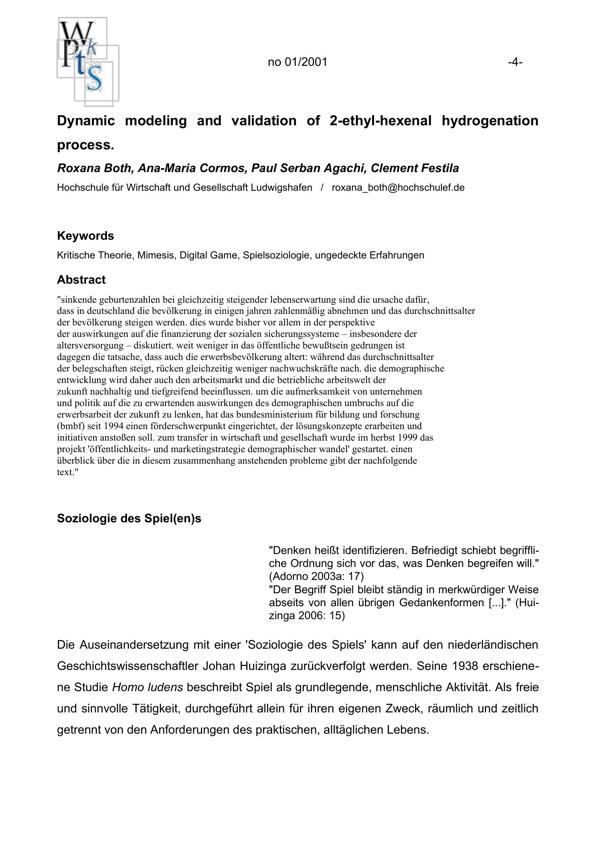 W
P k
t s
S
no 01/2001 -4-
Dynamic modeling and validation of 2-ethyl-hexenal hydrogenation
process.
Roxana Both, Ana-Maria Cormos, Paul Serban Agachi, Clement Festila
Hochschule für Wirtschaft und Gesellschaft Ludwigshafen / roxana_both@hochschulef.de
Keywords
Kritische Theorie, Mimesis, Digital Game, Spielsoziologie, ungedeckte Erfahrungen
Abstract
"sinkende geburtenzahlen bei gleichzeitig steigender lebenserwartung sind die ursache dafür,
dass in deutschland die bevölkerung in einigen jahren zahlenmäßig abnehmen und das durchschnittsalter
der bevölkerung steigen werden. dies wurde bisher vor allem in der perspektive
der auswirkungen auf die finanzierung der sozialen sicherungssysteme – insbesondere der
altersversorgung – diskutiert. weit weniger in das öffentliche bewußtsein gedrungen ist
dagegen die tatsache, dass auch die erwerbsbevölkerung altert: während das durchschnittsalter
der belegschaften steigt, rücken gleichzeitig weniger nachwuchskräfte nach. die demographische
entwicklung wird daher auch den arbeitsmarkt und die betriebliche arbeitswelt der
zukunft nachhaltig und tiefgreifend beeinflussen. um die aufmerksamkeit von unternehmen
und politik auf die zu erwartenden auswirkungen des demographischen umbruchs auf die
erwerbsarbeit der zukunft zu lenken, hat das bundesministerium für bildung und forschung
(bmbf) seit 1994 einen förderschwerpunkt eingerichtet, der lösungskonzepte erarbeiten und
initiativen anstoßen soll. zum transfer in wirtschaft und gesellschaft wurde im herbst 1999 das
projekt 'öffentlichkeits- und marketingstrategie demographischer wandel' gestartet. einen
überblick über die in diesem zusammenhang anstehenden probleme gibt der nachfolgende
text."
Soziologie des Spiel(en)s
"Denken heißt identifizieren. Befriedigt schiebt begriffli-
che Ordnung sich vor das, was Denken begreifen will."
(Adorno 2003a: 17)
"Der Begriff Spiel bleibt ständig in merkwürdiger Weise
abseits von allen übrigen Gedankenformen [...]." (Hui-
zinga 2006: 15)
Die Auseinandersetzung mit einer 'Soziologie des Spiels' kann auf den niederländischen
Geschichtswissenschaftler Johan Huizinga zurückverfolgt werden. Seine 1938 erschiene-
ne Studie Homo ludens beschreibt Spiel als grundlegende, menschliche Aktivität. Als freie
und sinnvolle Tätigkeit, durchgeführt allein für ihren eigenen Zweck, räumlich und zeitlich
getrennt von den Anforderungen des praktischen, alltäglichen Lebens.